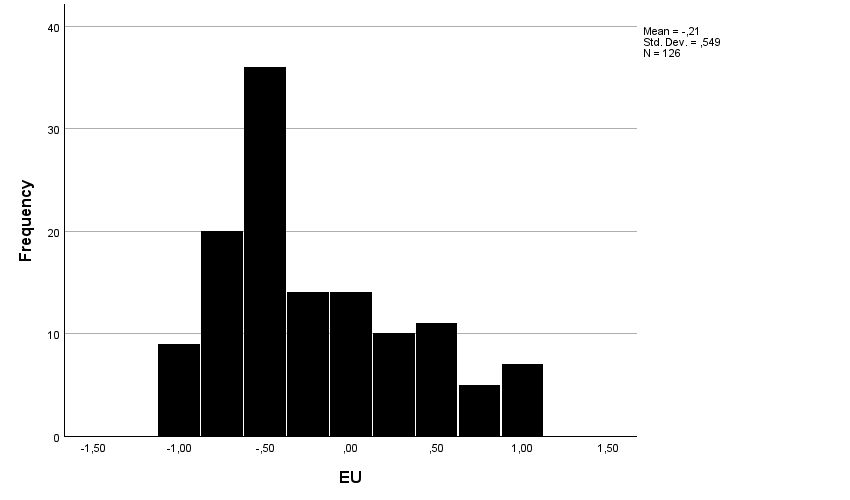 Mean = -,21
Std. Dev. = ,549
N = 126
40
30
20
10
0
Frequency
-1,50
-1,00
-,50
,00
,50
1,00
1,50
EU